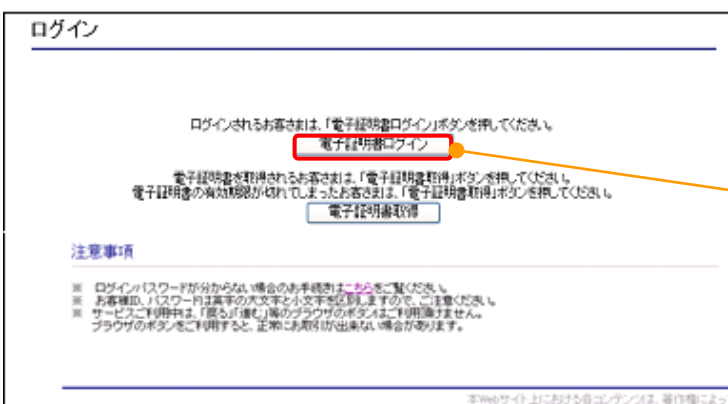 ログイン
ログインされるお客さまは、「電子証明書ログイン」ボタンを押してください。
電子証明書ログイン
電子証明書を取得されるお客さまは、「電子証明書取得」ボタンを押してください。
電子証明書の有効期限が切れてしまったお客さまは、「電子証明書取得」ボタンを押してください。
電子証明書取得
注意事項
※ ログインパスワードが分からない場合のお手続きはこちらをご覧ください。
※ お客様ID、パスワードは英字の大文字と小文字を区別しますので、ご注意ください。
※ サービスご利用中は、「戻る」「進む」等のブラウザのボタンはご利用頂けません。
ブラウザのボタンをご利用すると、正常にお取引が出来ない場合があります。
本Webサイト上における各コンテンツは、著作権によっ